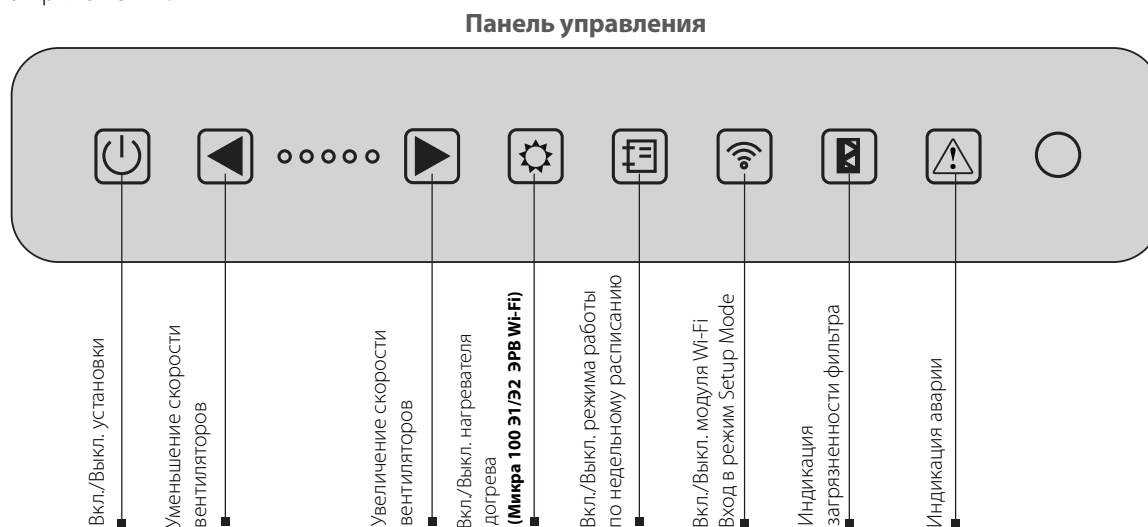 Панель управления
Вкл./Выкл. установки
Уменьшение скорости
вентиляторов
Увеличение скорости
вентиляторов
Вкл./Выкл. нагревателя
догрева
(Микра 100 Э1/Э2 ЭРВ Wi-Fi)
Вкл./Выкл. режима работы
по недельному расписанию
Вкл./Выкл. модуля Wi-Fi
Вход в режим Setup Mode
Индикация
загрязненности фильтра
Индикация аварии